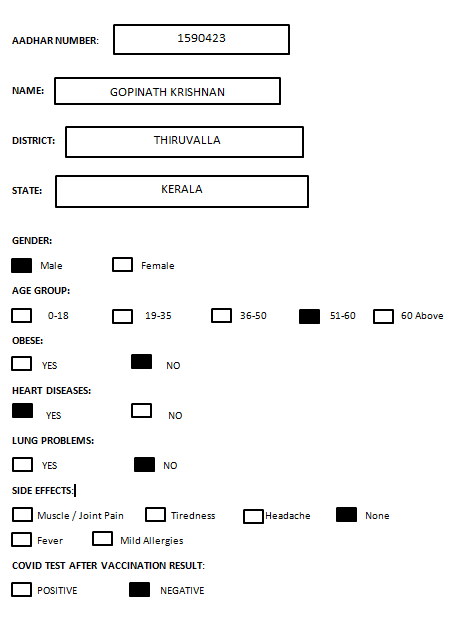 AADHAR NUMBER: 1590423
NAME: GOPINATH KRISHNAN
DISTRICT: THIRUVALLA
STATE: KERALA
GENDER:
Male Female
AGE GROUP:
0-18 19-35 36-50 51-60 60 Above
OBESE:
YES NO
HEART DISEASES:
YES NO
LUNG PROBLEMS:
YES NO
SIDE EFFECTS:
Muscle / Joint Pain Tiredness Headache None
Fever Mild Allergies
COVID TEST AFTER VACCINATION RESULT:
POSITIVE NEGATIVE